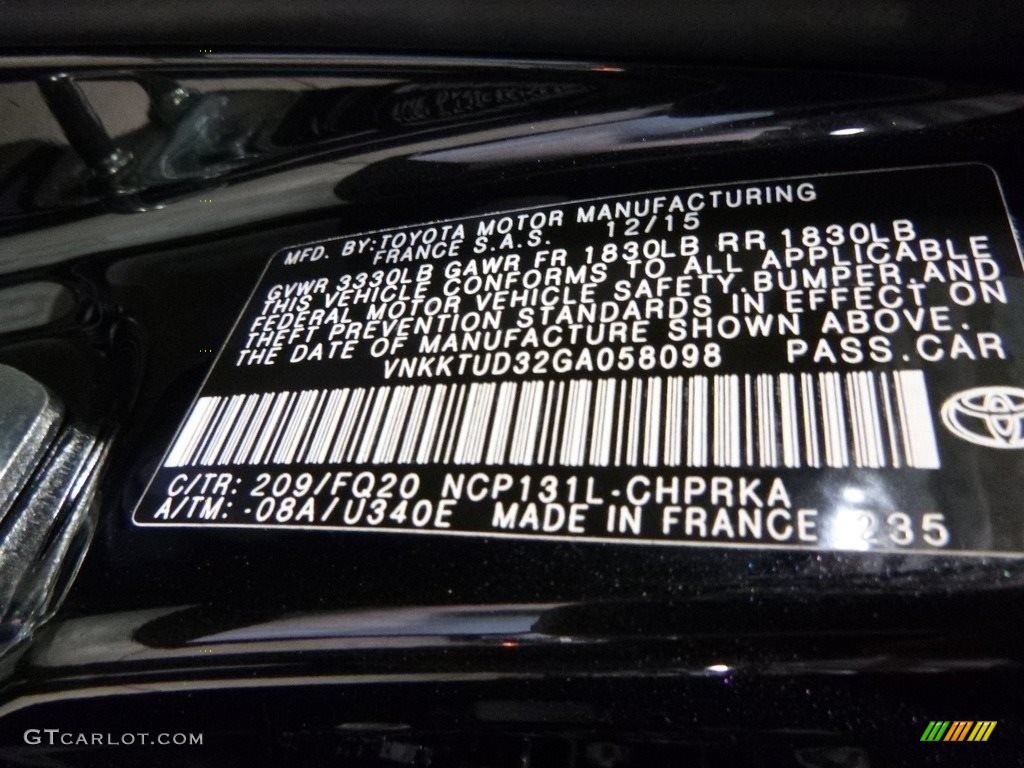 MFD. BY:TOYOTA MOTOR MANUFACTURING
FRANCE S.A.S. 12/15
GVWR 3330LB GAWR FR 1830LB RR 1830LB
THIS VEHICLE CONFORMS TO ALL APPLICABLE
FEDERAL MOTOR VEHICLE SAFETY,BUMPER,AND
THEFT PREVENTION STANDARDS IN EFFECT ON
THE DATE OF MANUFACTURE SHOWN ABOVE.
VNKKTUD32GA058098 PASS.CAR
C/TR: 209/FQ20 NCP131L-CHPRKA
A/TM: -08A/U340E MADE IN FRANCE 235
GTCARLOT.COM